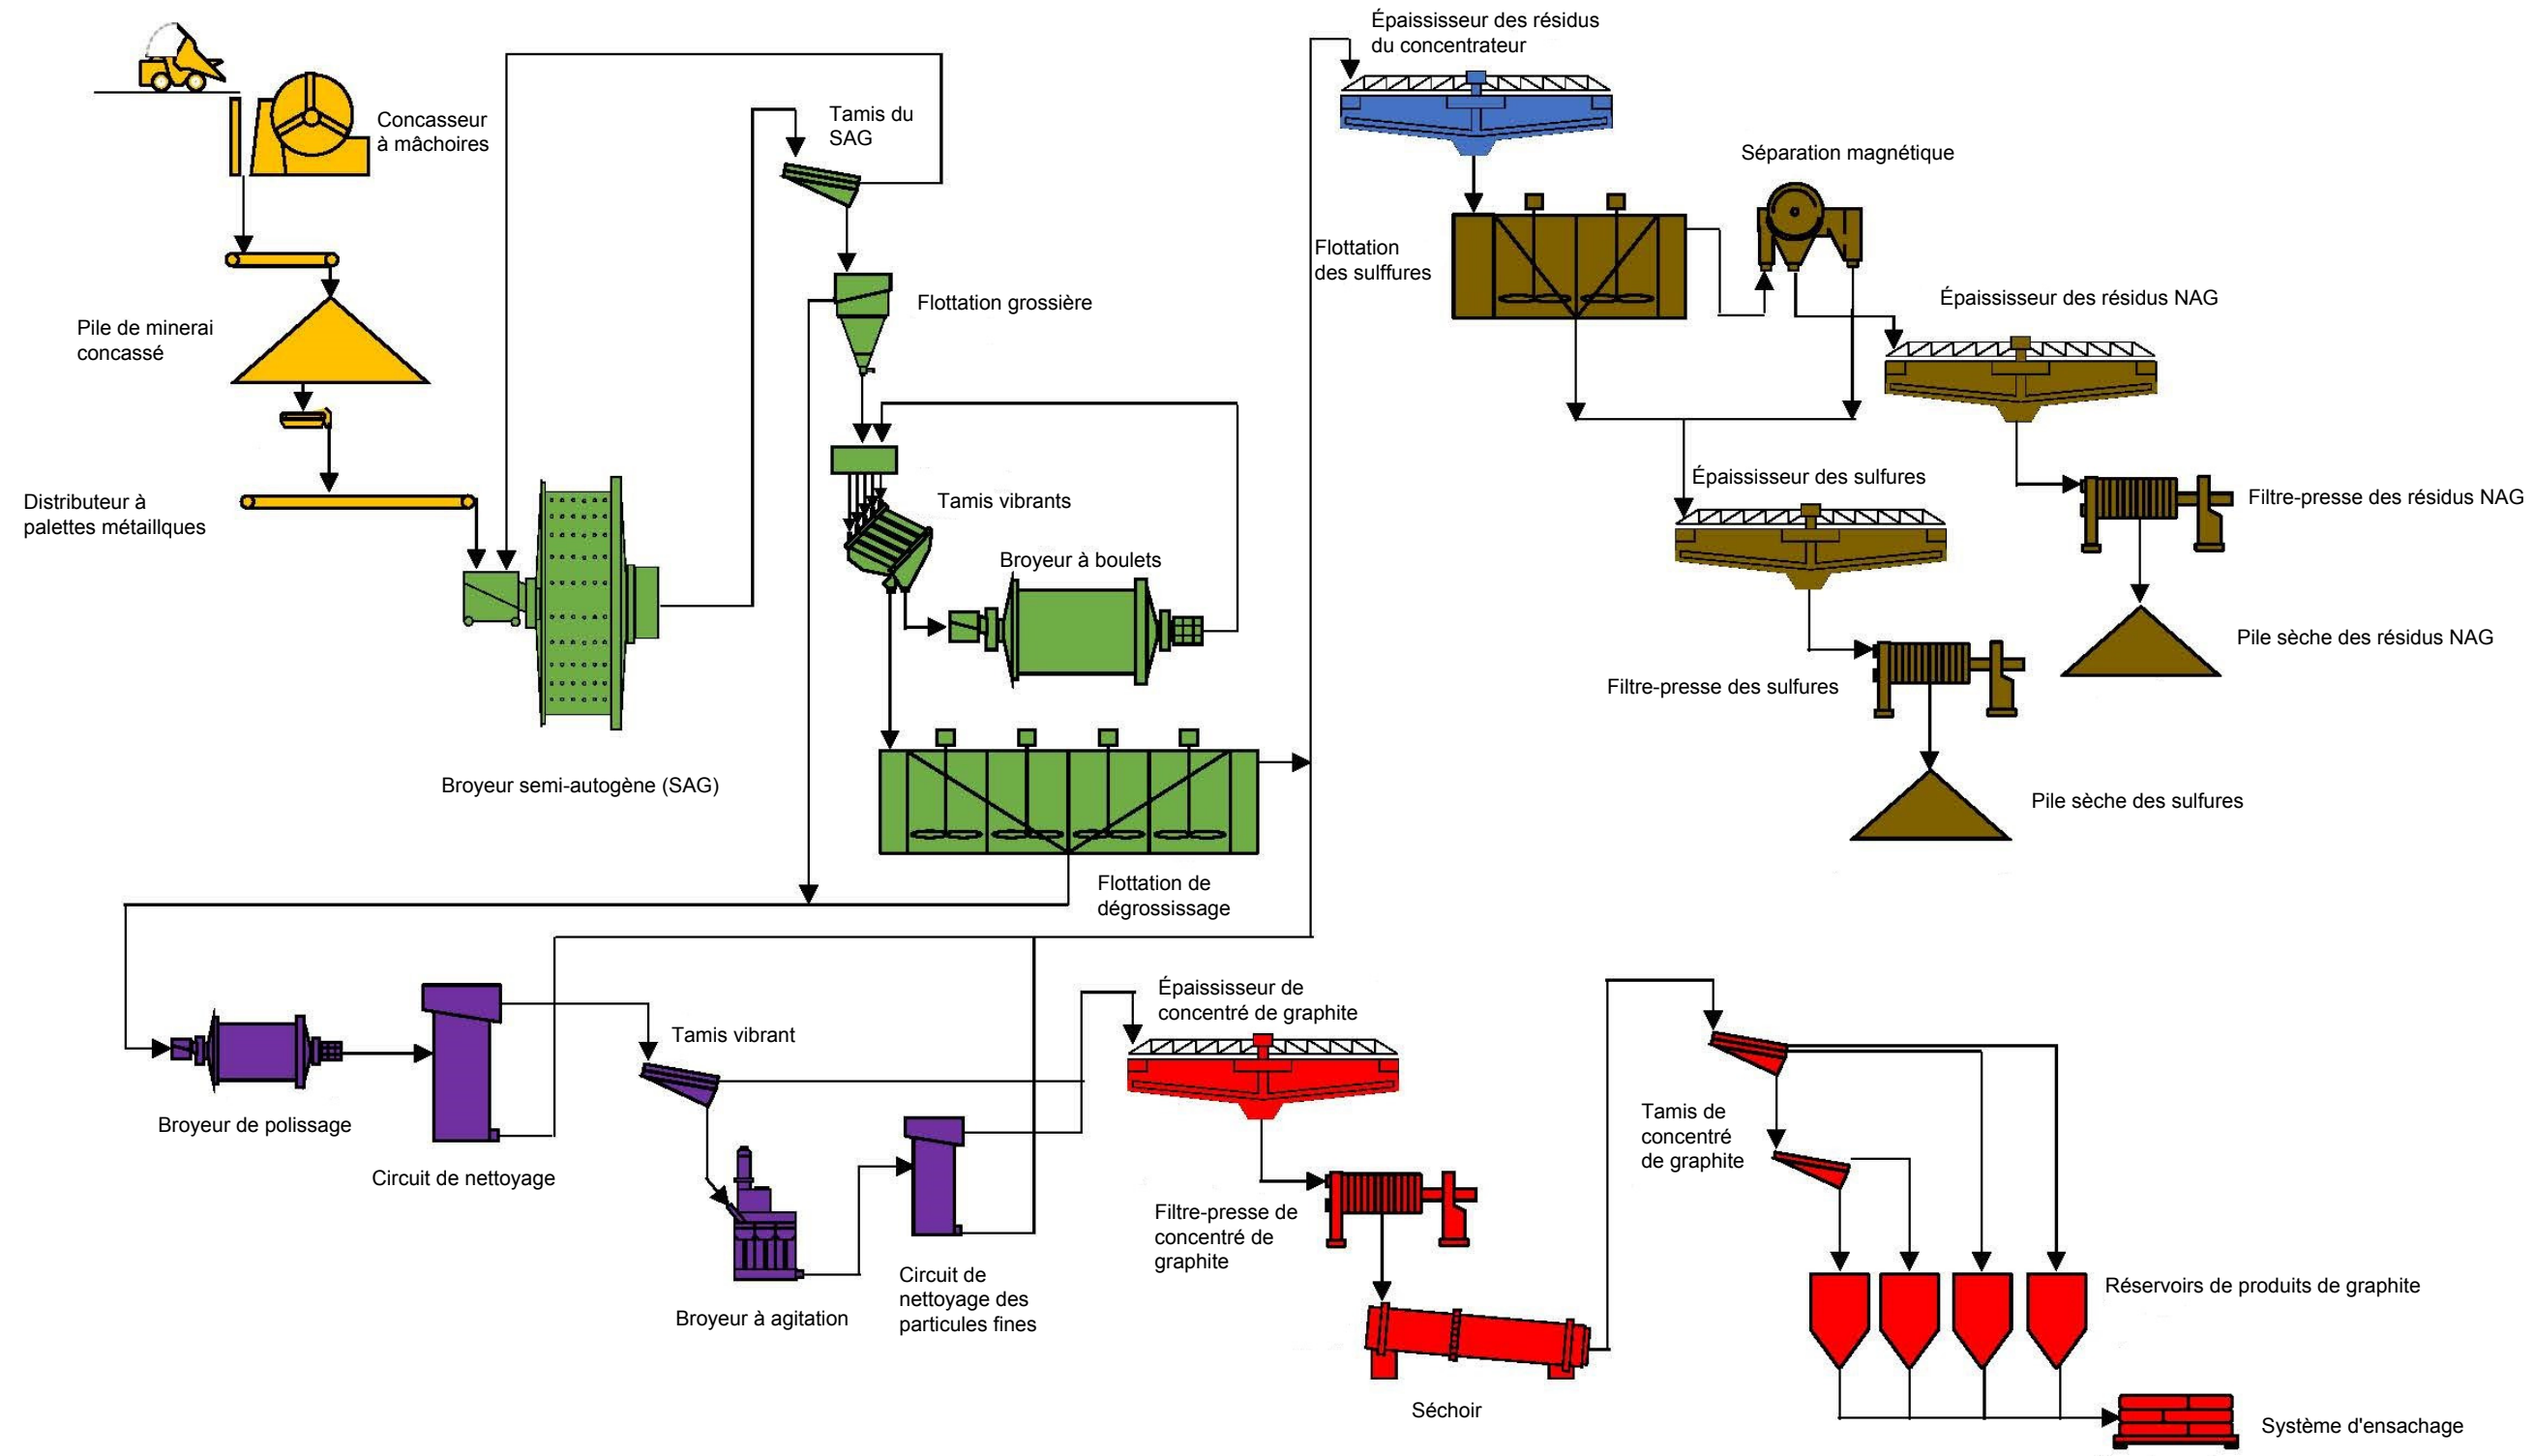 Épaississeur des résidus
du concentrateur
Concasseur
à mâchoires
Tamis du
SAG
Séparation magnétique
Flottation
des sulffures
Flottation grossière
Épaississeur des résidus NAG
Pile de minerai
concassé
Épaississeur des sulfures
Filtre-presse des résidus NAG
Distributeur à
palettes métaillques
Tamis vibrants
Broyeur à boulets
Pile sèche des résidus NAG
Filtre-presse des sulfures
Broyeur semi-autogène (SAG)
Pile sèche des sulfures
Flottation de
dégrossissage
Épaississeur de
concentré de graphite
Tamis vibrant
Broyeur de polissage
Tamis de
concentré
de graphite
Circuit de nettoyage
Filtre-presse de
concentré de
graphite
Circuit de
nettoyage des
particules fines
Réservoirs de produits de graphite
Broyeur à agitation
Séchoir
Système d'ensachage